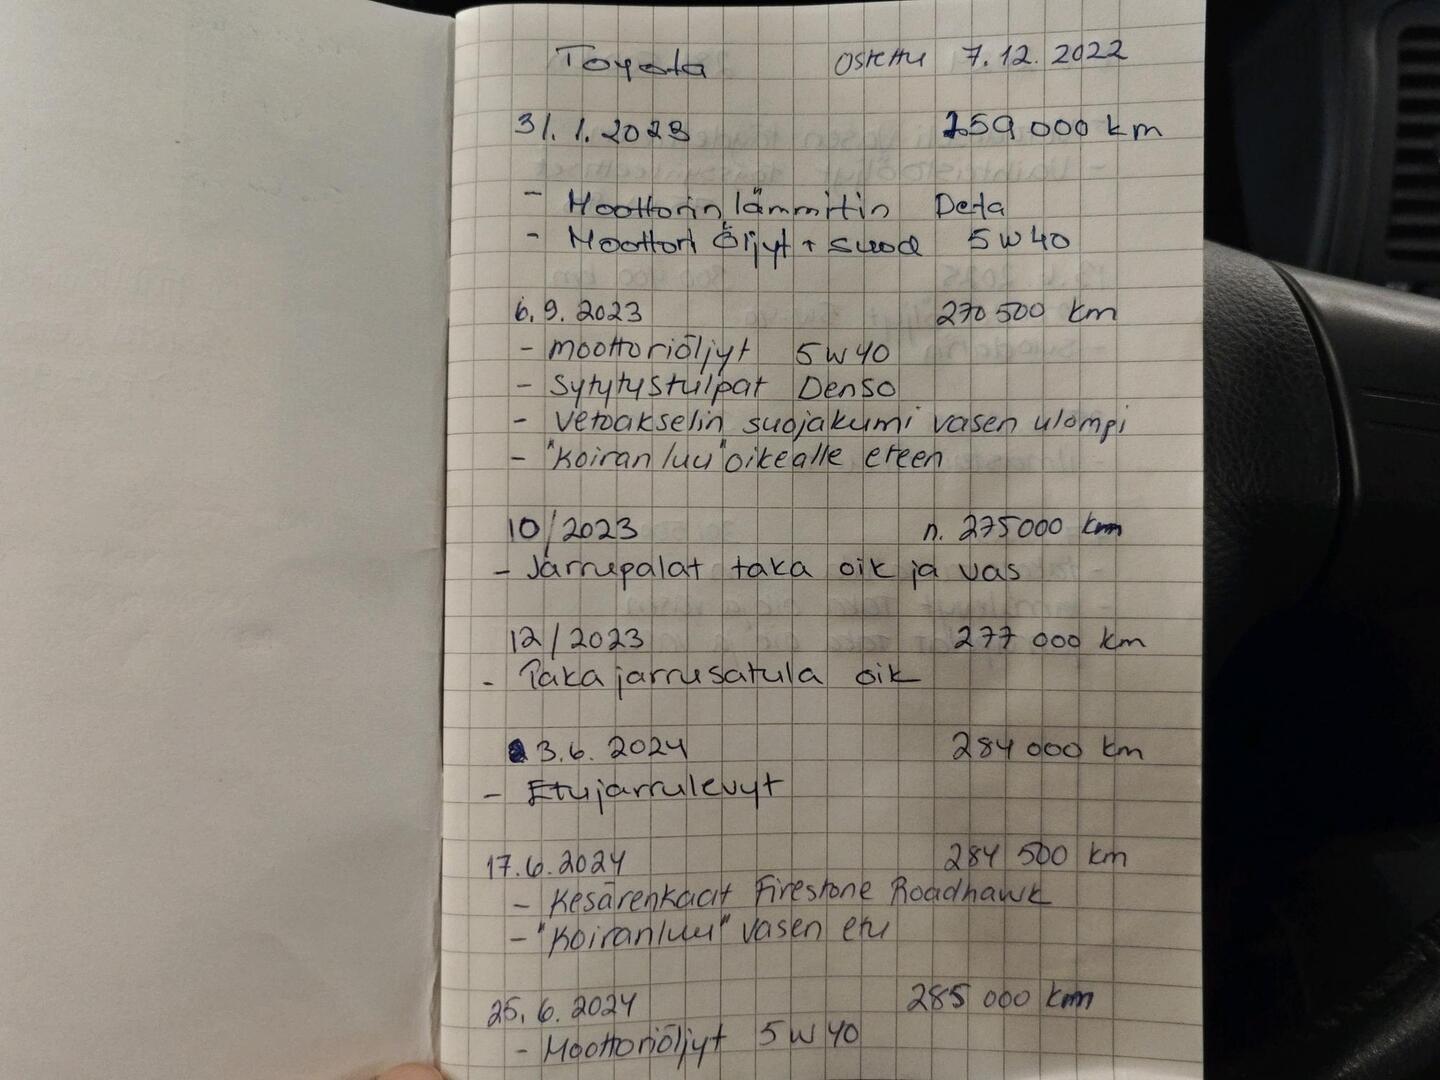 Toyota Ostettu 7.12.2022
31.1.2023 259 000 km
- Moottorin lämmitin Defa
- Moottori öljyt + suod 5w40
6.9.2023 270 500 km
- moottoriöljyt 5w40
- Sytytystulpat Denso
- Vetoakselin suojakumi vasen ulompi
- "Koiranluu" oikealle eteen
10/2023 n. 275000 km
- Jarrupalat taka oik ja vas
12/2023 277 000 km
- Takajarrusatula oik
3.6.2024 284 000 km
- Etujarrulevyt
17.6.2024 284 500 km
- Kesärenkaat Firestone Roadhawk
- "Koiranluu" vasen etu
25.6.2024 285 000 km
- Moottoriöljyt 5w40